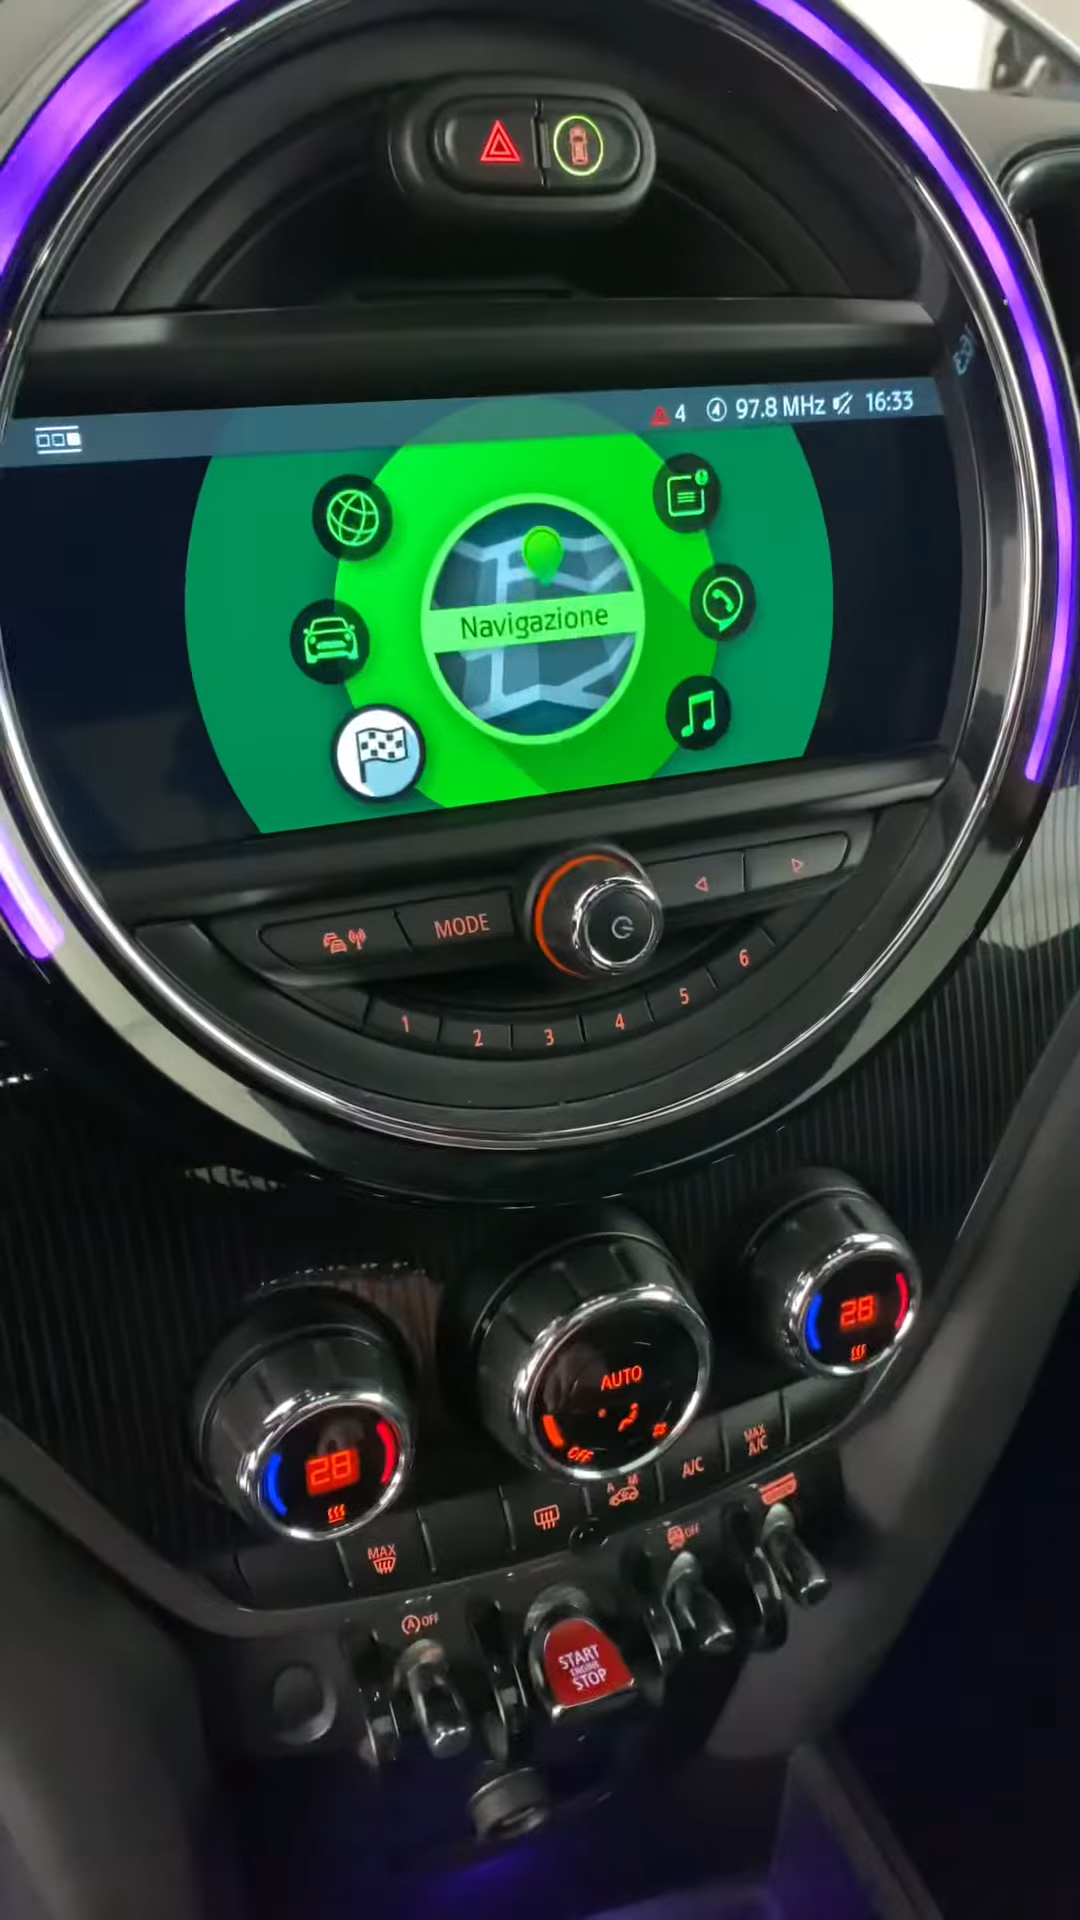 4 97.8 MHz 16:33
Navigazione
MODE
1 2 3 4 5 6
28
AUTO
OFF
28
MAX
A/C
A M
A/C
MAX
OFF
A OFF
START
ENGINE
STOP